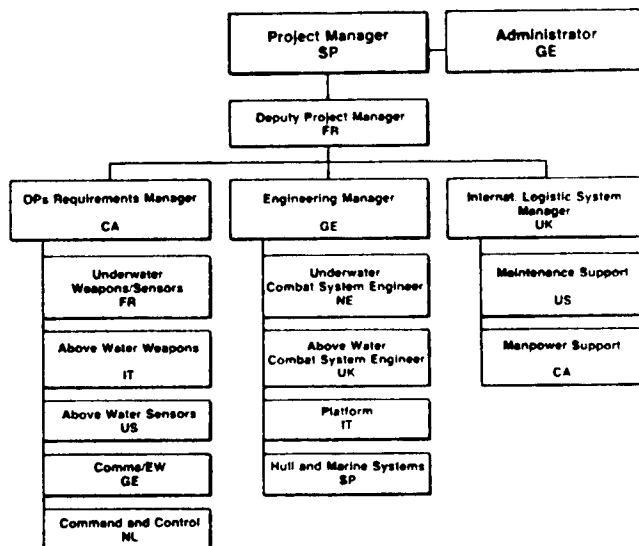 Project Manager
SP
Administrator
GE
Deputy Project Manager
FR
OPs Requirements Manager
CA
Engineering Manager
GE
Internat. Logistic System
Manager
UK
Underwater
Weapons/Sensors
FR
Underwater
Combat System Engineer
NE
Maintenance Support
US
Above Water Weapons
IT
Above Water
Combat System Engineer
UK
Manpower Support
CA
Above Water Sensors
US
Platform
IT
Comms/EW
GE
Hull and Marine Systems
SP
Command and Control
NL